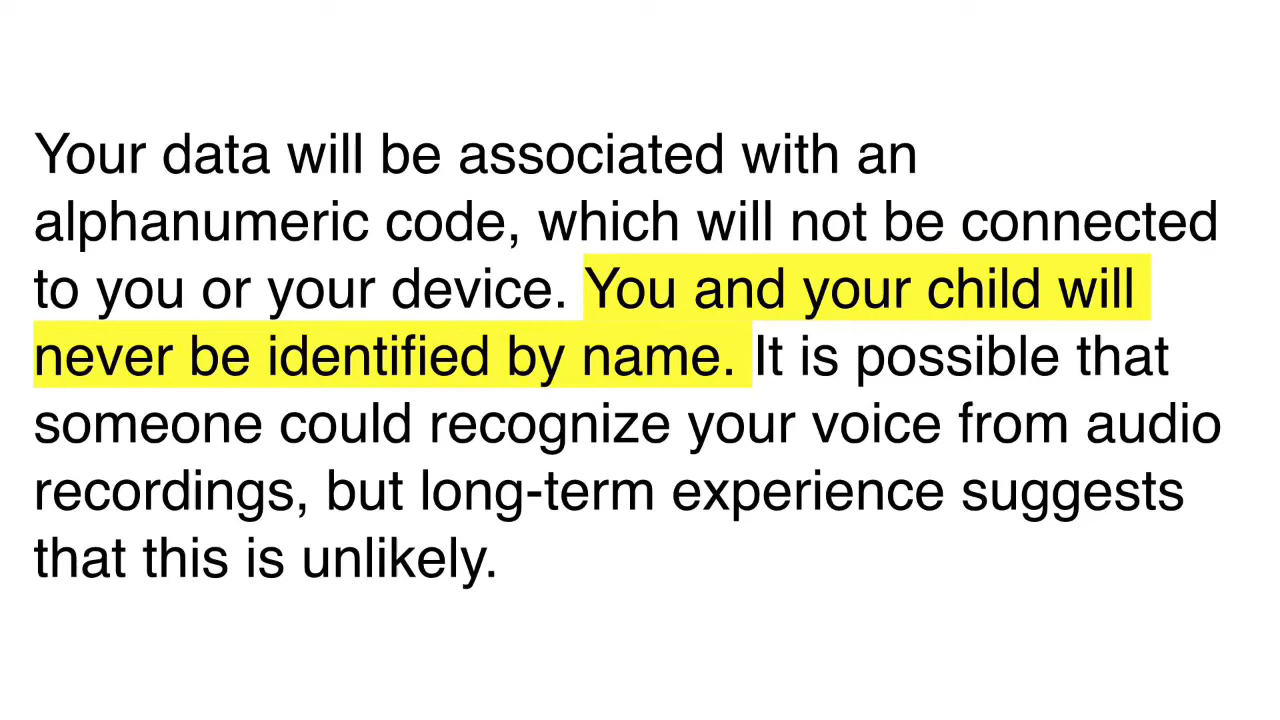 Your data will be associated with an
alphanumeric code, which will not be connected
to you or your device. You and your child will
never be identified by name. It is possible that
someone could recognize your voice from audio
recordings, but long-term experience suggests
that this is unlikely.